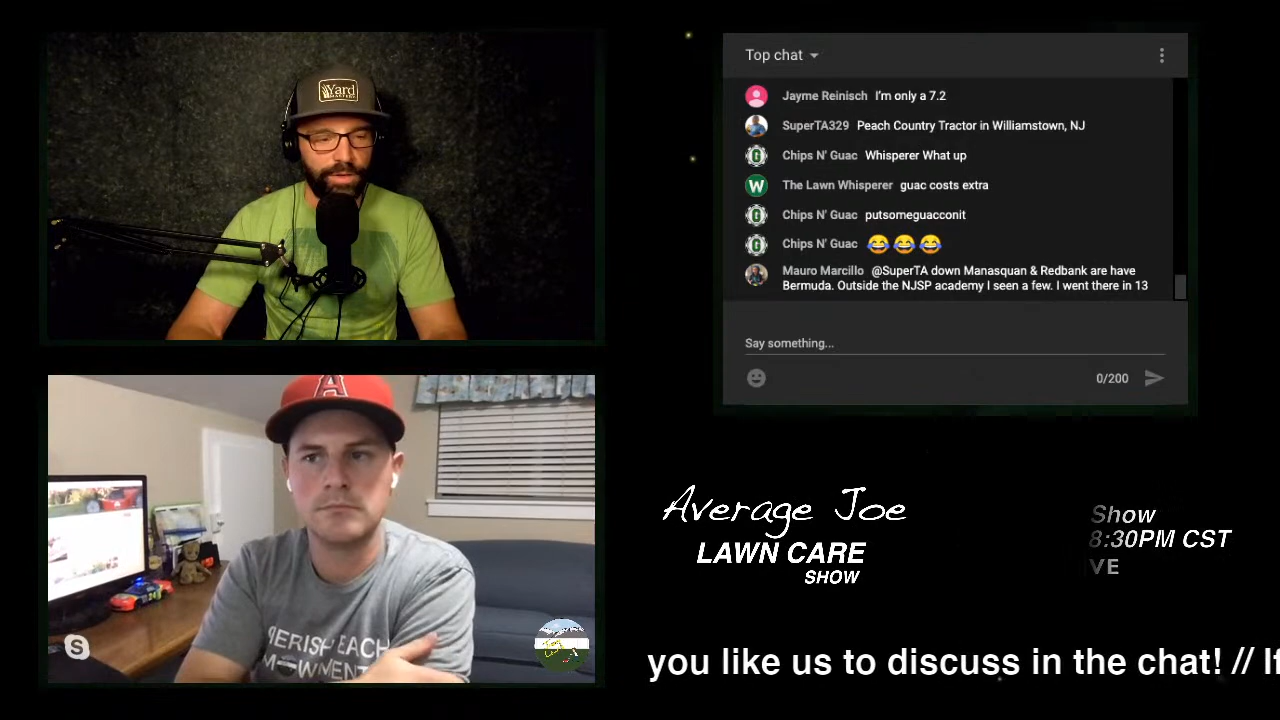 Yard
Top chat
Jayme Reinisch I'm only a 7.2
SuperTA329 Peach Country Tractor in Williamstown, NJ
Chips N' Guac Whisperer What up
The Lawn Whisperer guac costs extra
Chips N' Guac putsomeguacconit
Chips N' Guac 😂😂😂
Mauro Marcillo @SuperTA down Manasquan & Redbank are have
Bermuda. Outside the NJSP academy I seen a few. I went there in 13
Say something...
0/200
A
CHERISH EACH
MOWMENT
S
Average Joe
LAWN CARE
SHOW
Show
8:30PM CST
VE
you like us to discuss in the chat! // If